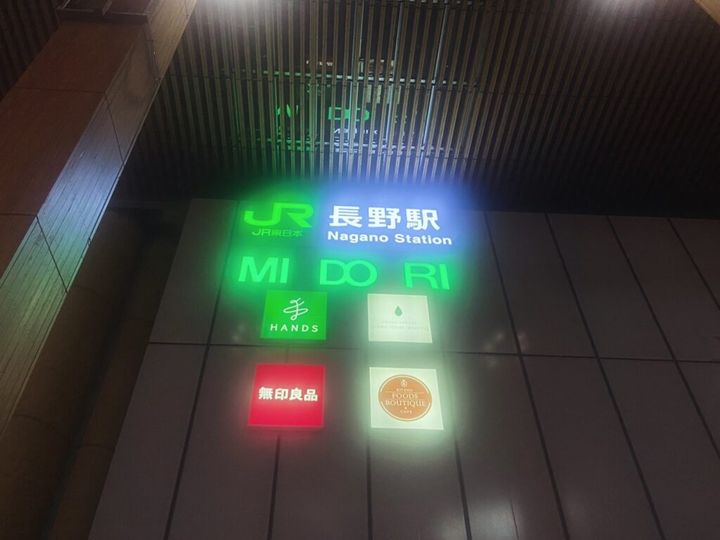 JR 長野駅
JR東日本 Nagano Station
MIDORI
HANDS
無印良品
FOODS
BOUTIQUE
CAFE